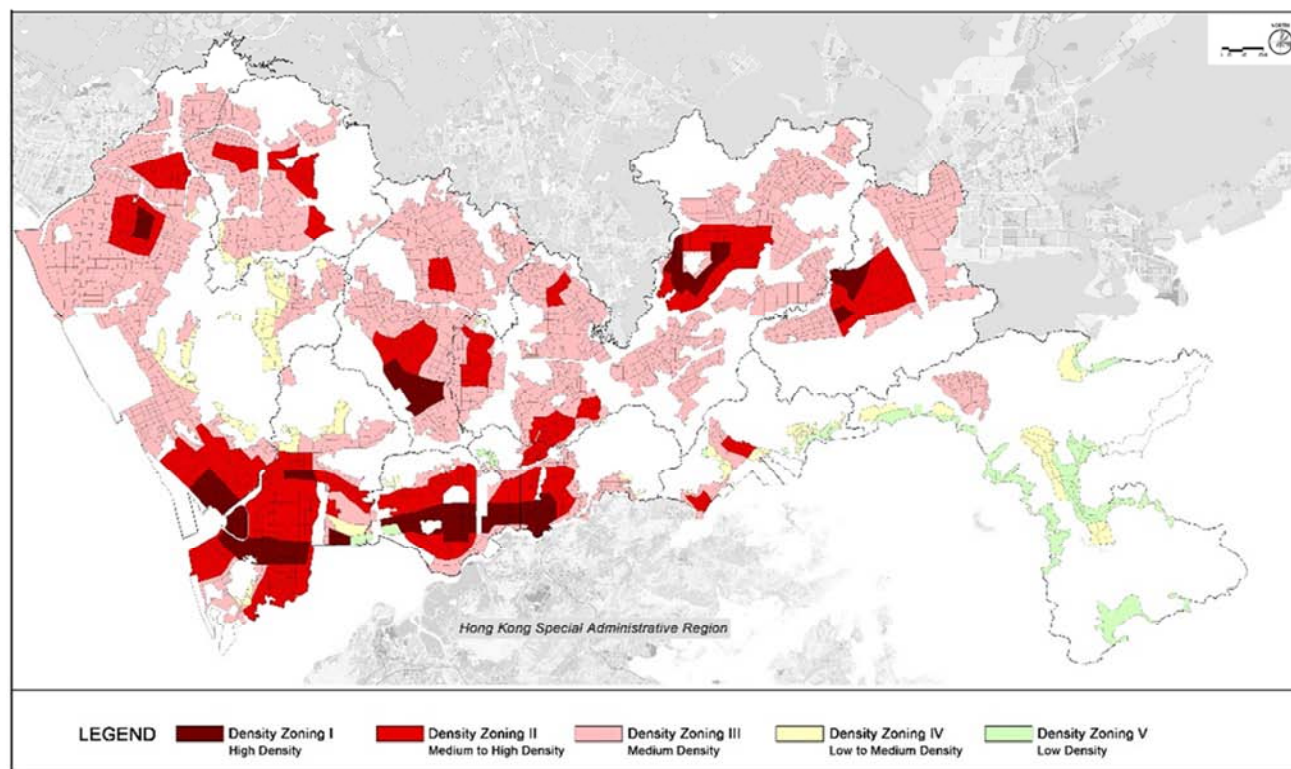 Hong Kong Special Administrative Region
LEGEND
Density Zoning I
High Density
Density Zoning II
Medium to High Density
Density Zoning III
Medium Density
Density Zoning IV
Low to Medium Density
Density Zoning V
Low Density